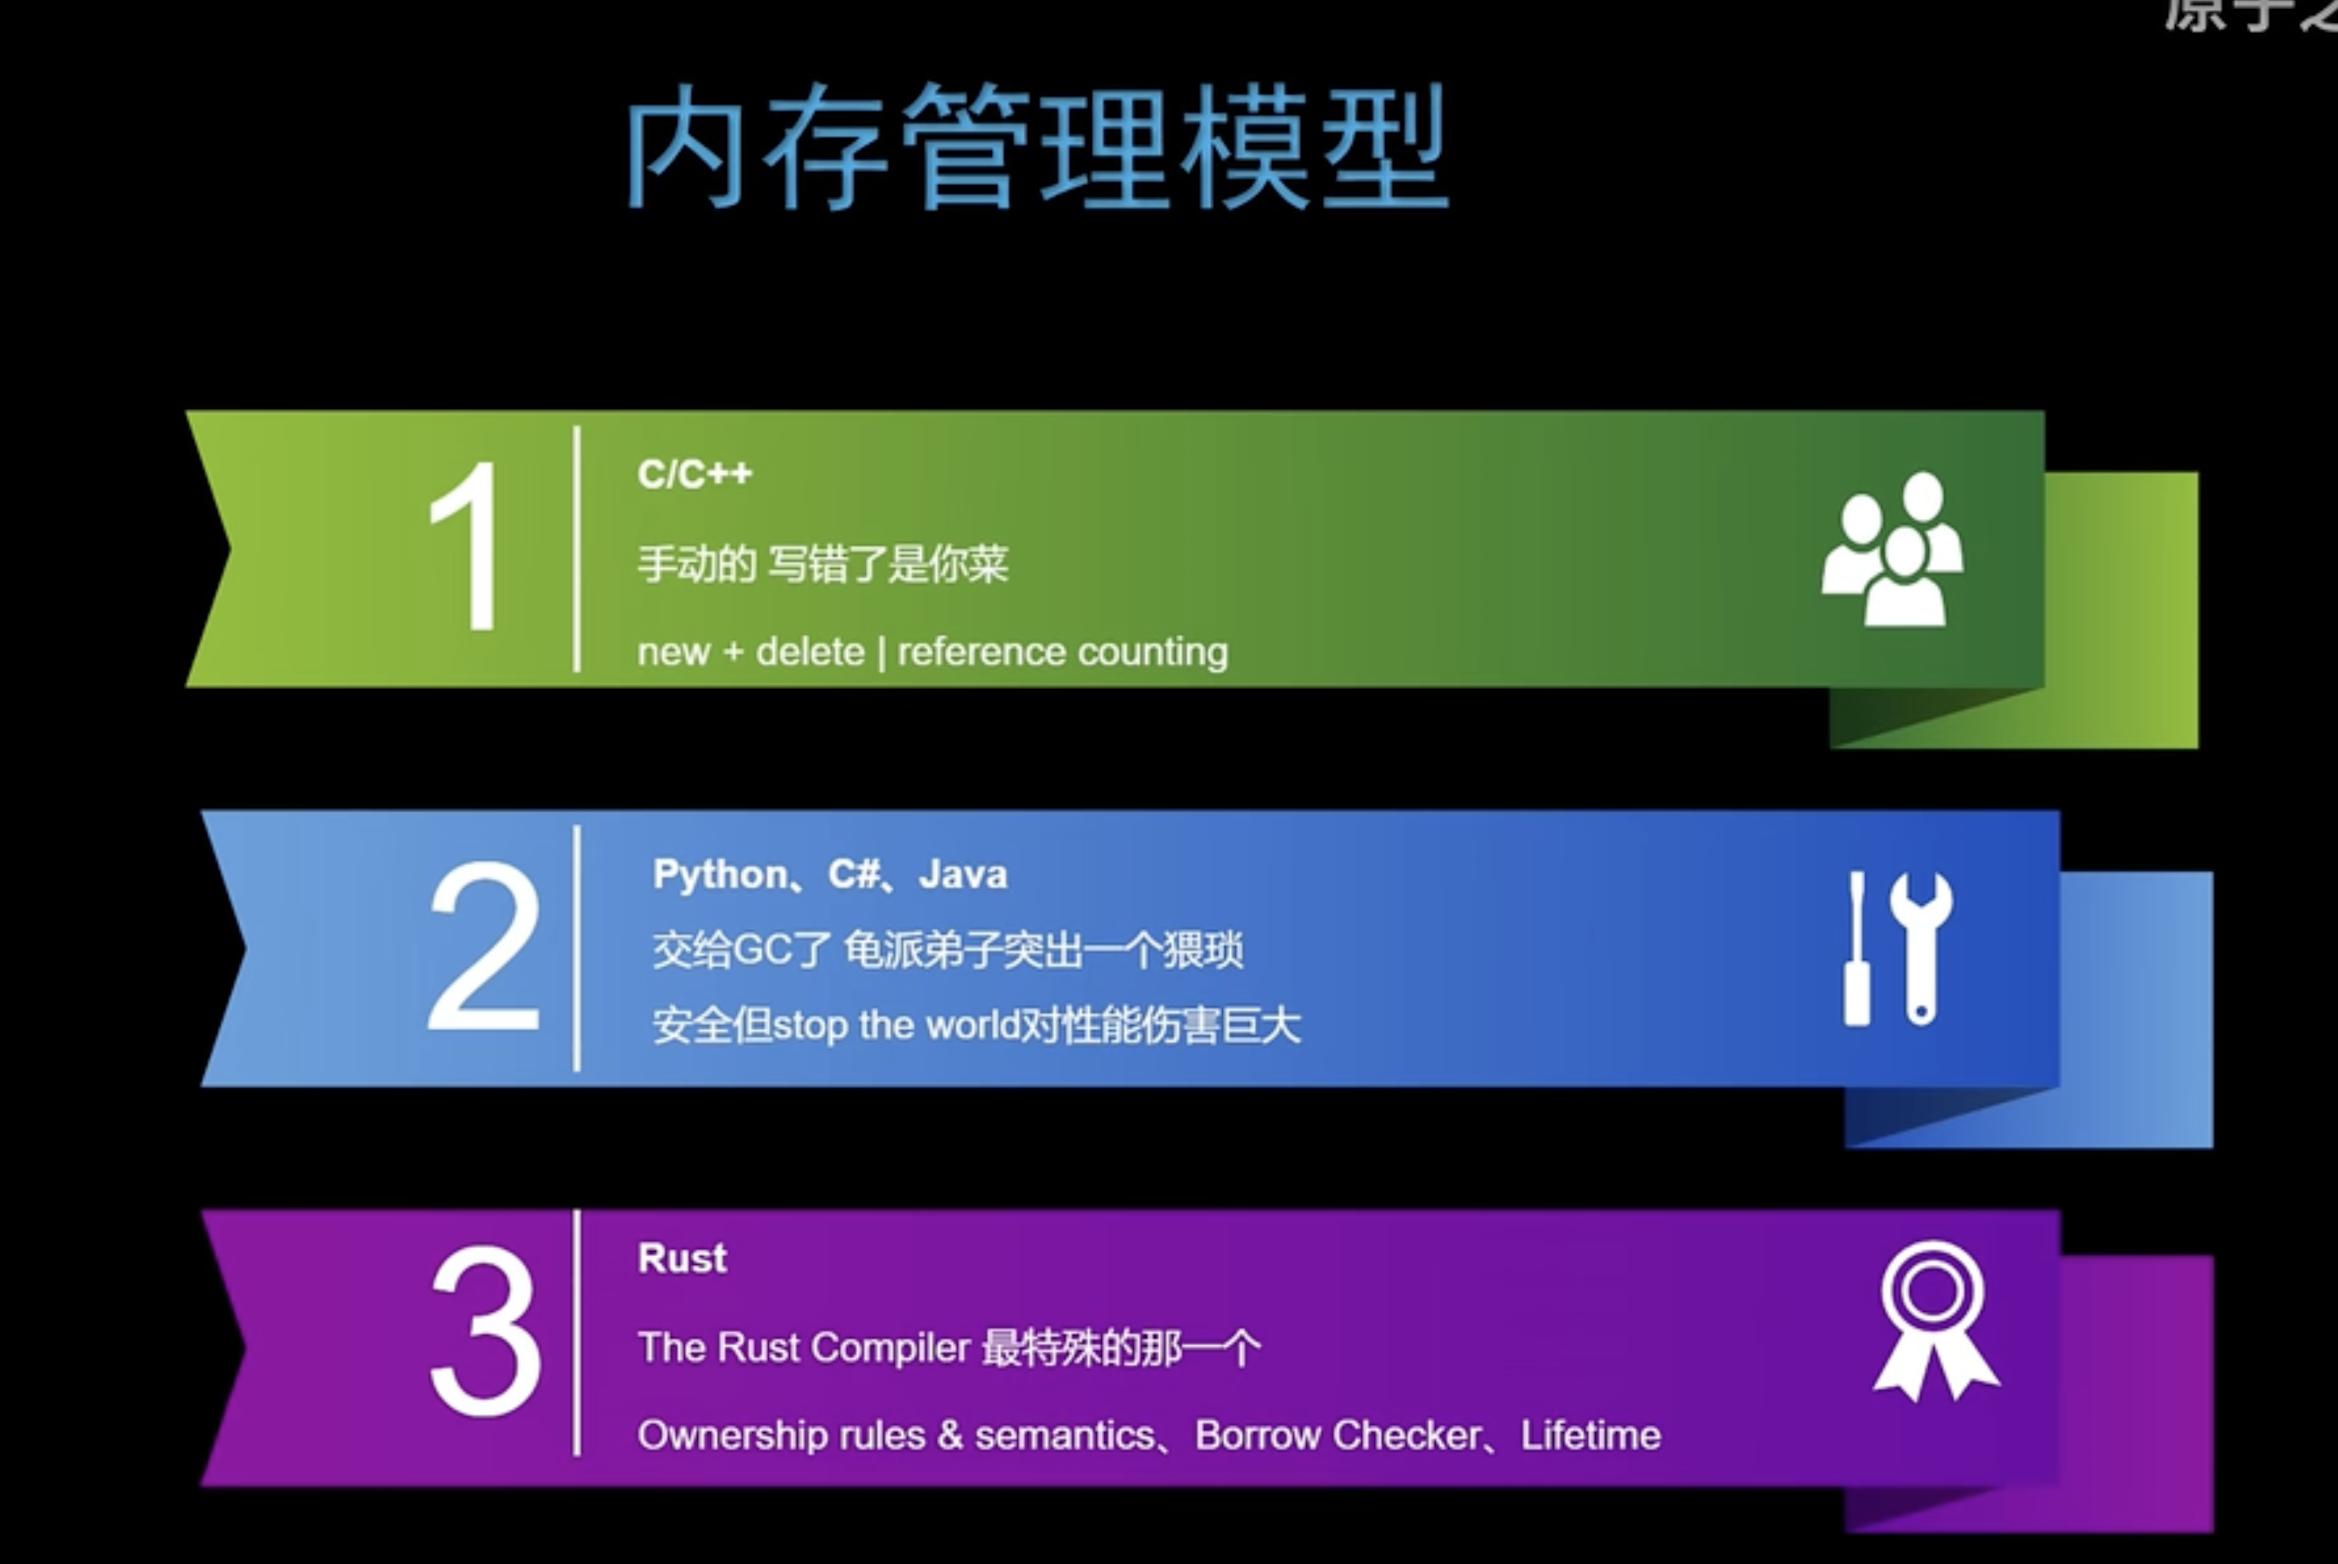 内存管理模型
1
C/C++
手动的 写错了是你菜
new + delete | reference counting
2
Python、C#、Java
交给GC了 龟派弟子突出一个猥琐
安全但stop the world对性能伤害巨大
3
Rust
The Rust Compiler 最特殊的那一个
Ownership rules & semantics、Borrow Checker、Lifetime